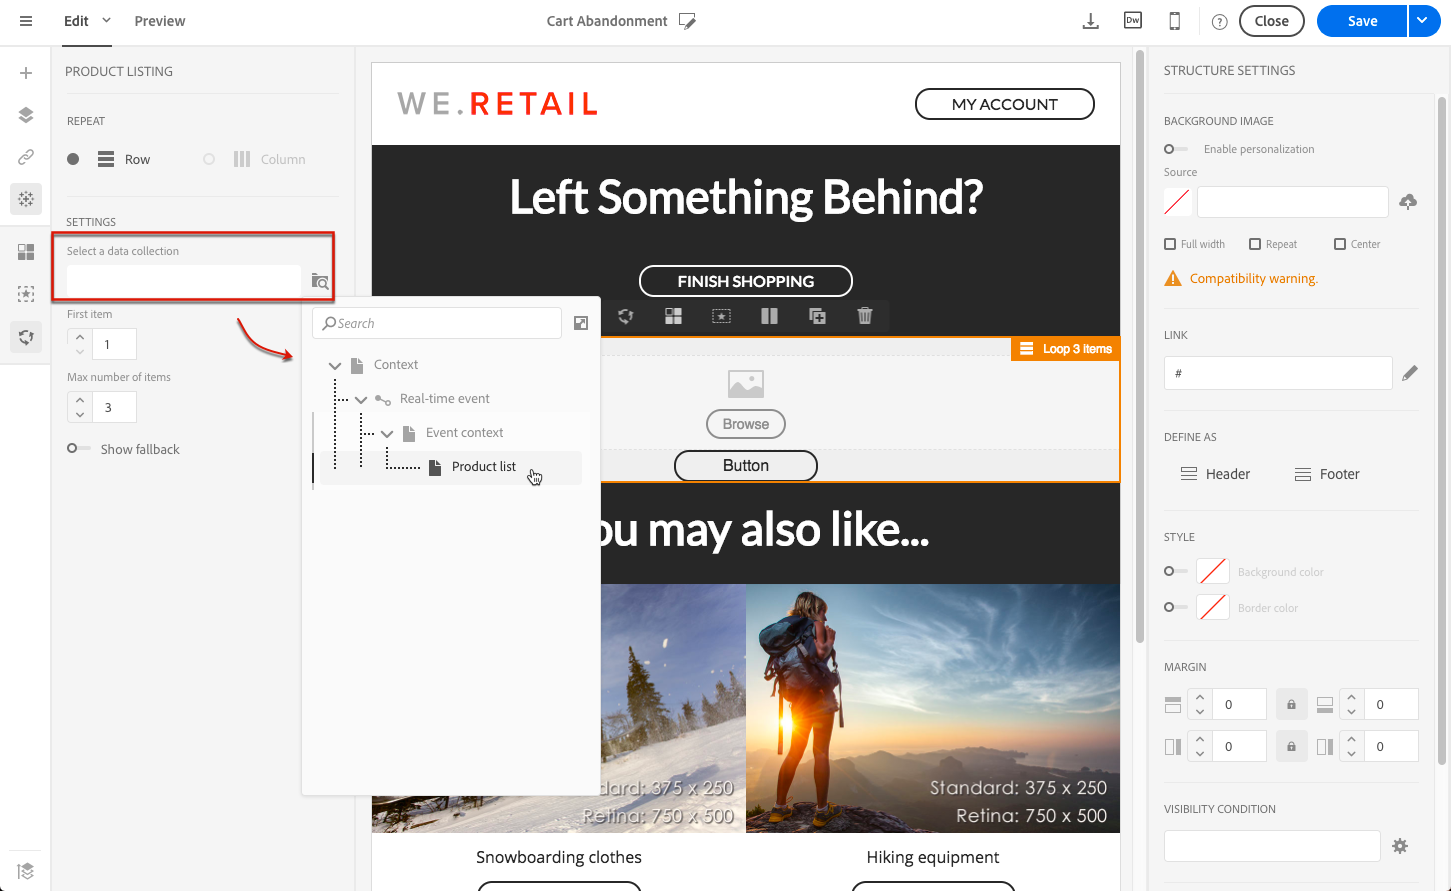 Edit
Preview
Cart Abandonment
Dw
?
Close
Save
PRODUCT LISTING
REPEAT
Row
Column
SETTINGS
Select a data collection
First item
1
Max number of items
3
Show fallback
Search
Context
Real-time event
Event context
Product list
WE.RETAIL
MY ACCOUNT
Left Something Behind?
FINISH SHOPPING
Loop 3 Items
Browse
Button
ou may also like...
dard: 375 x 250
Retina: 750 x 500
Standard: 375 x 250
Retina: 750 x 500
Snowboarding clothes
Hiking equipment
STRUCTURE SETTINGS
BACKGROUND IMAGE
Enable personalization
Source
Full width
Repeat
Center
Compatibility warning.
LINK
#
DEFINE AS
Header
Footer
STYLE
Background color
Border color
MARGIN
0
0
0
0
VISIBILITY CONDITION